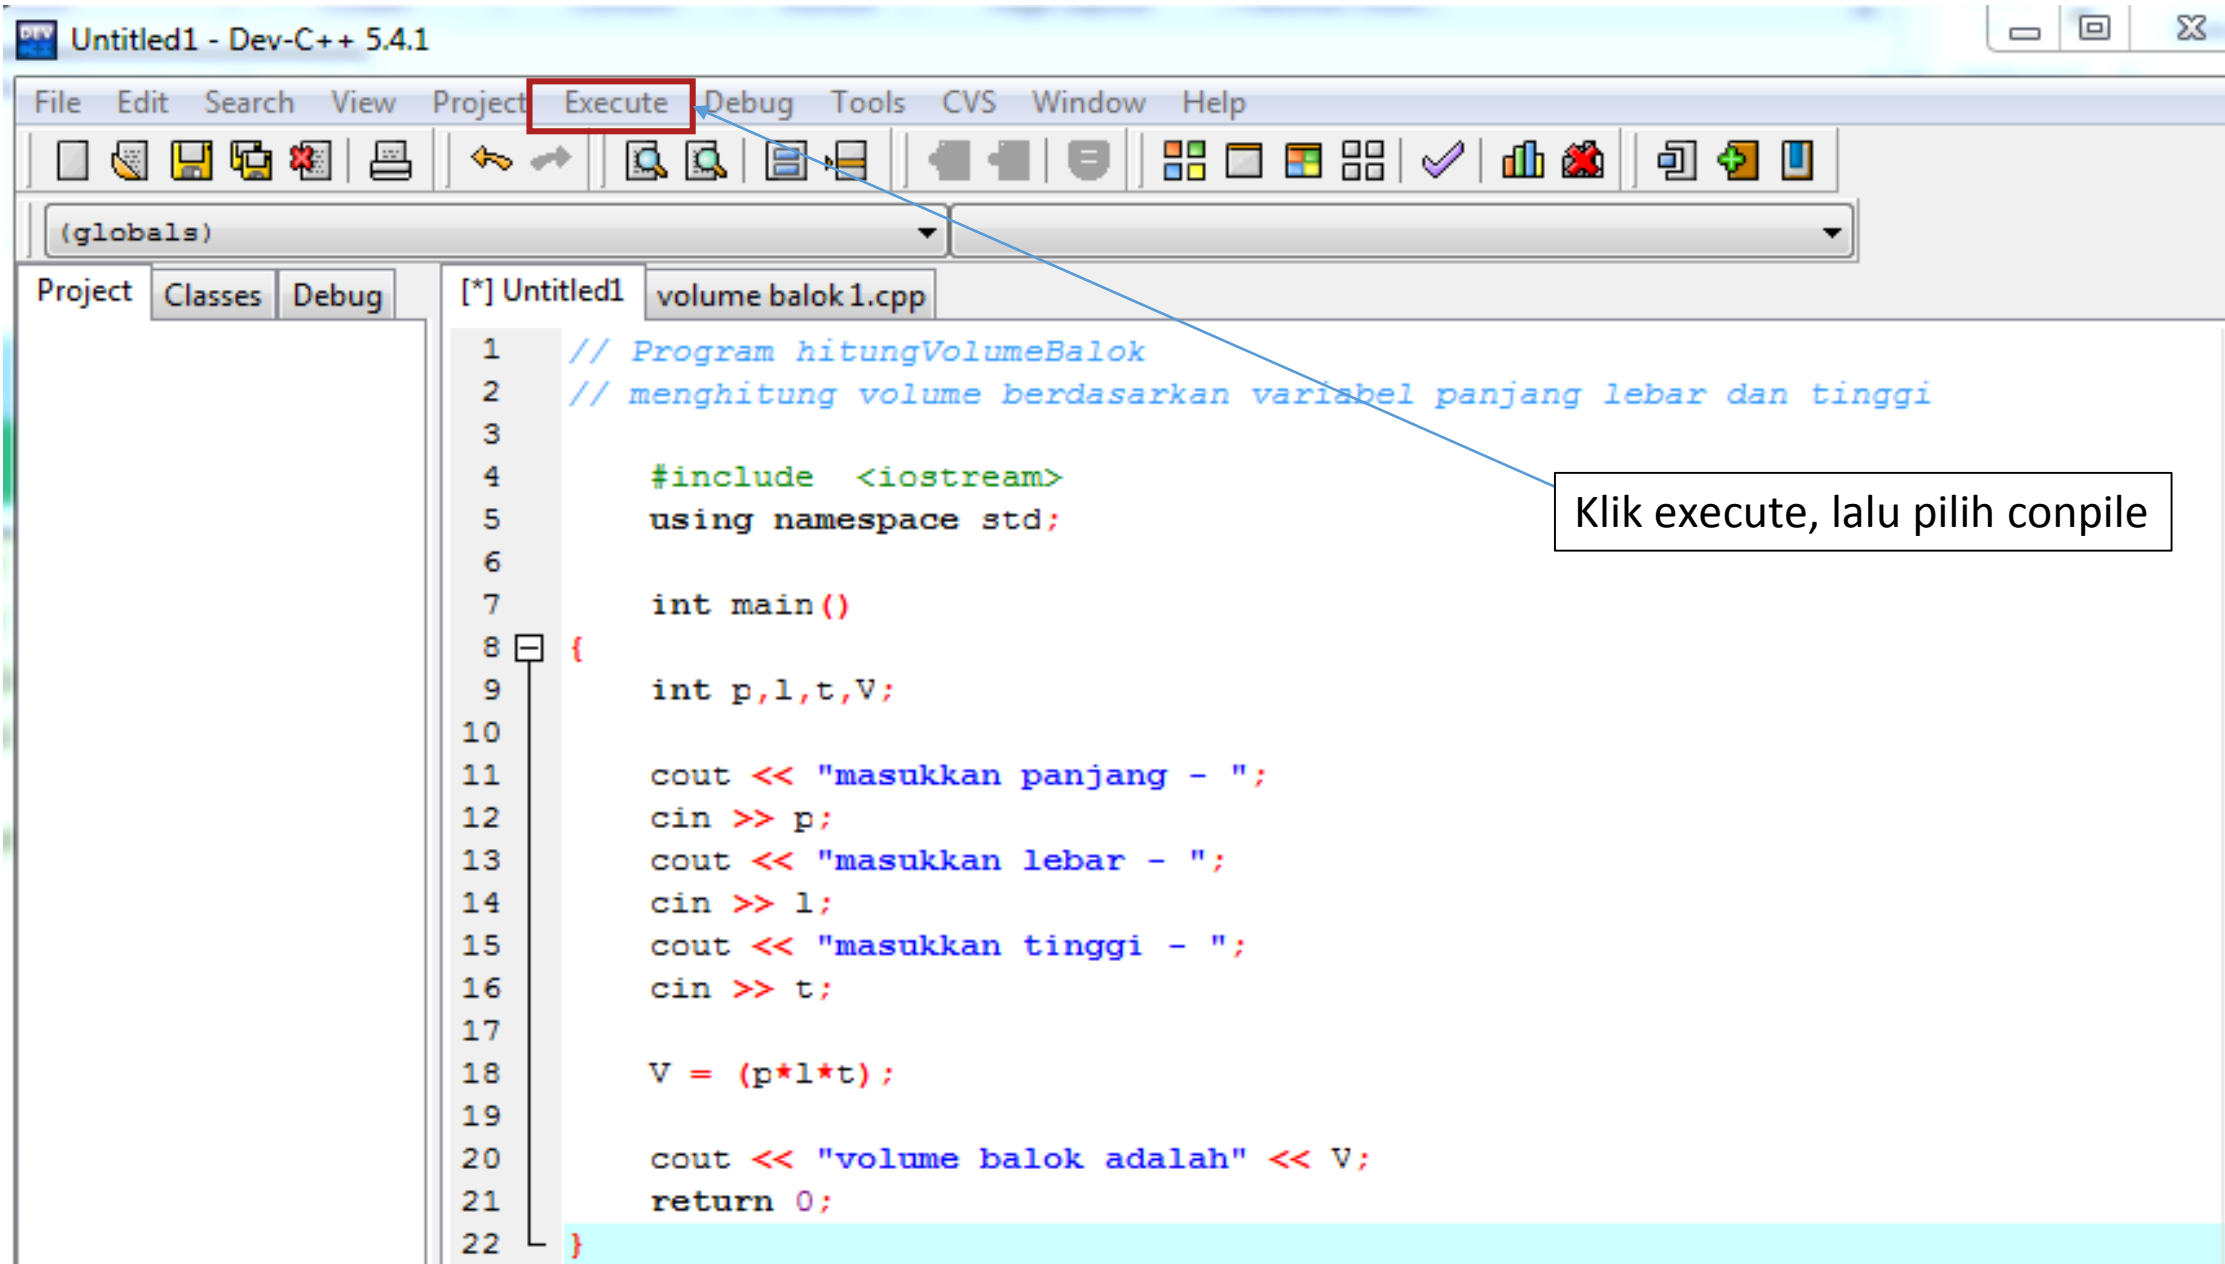 Untitled1 - Dev-C++ 5.4.1
File Edit Search View Project Execute Debug Tools CVS Window Help
(globals)
Project Classes Debug [*] Untitled1 volume balok 1.cpp
1 // Program hitungVolumeBalok
2 // menghitung volume berdasarkan variabel panjang lebar dan tinggi
3
4 #include <iostream>
Klik execute, lalu pilih conpile
5 using namespace std;
6
7 int main()
8 {
9 int p,l,t,V;
10
11 cout << "masukkan panjang - ";
12 cin >> p;
13 cout << "masukkan lebar - ";
14 cin >> l;
15 cout << "masukkan tinggi - ";
16 cin >> t;
17
18 V = (p*l*t);
19
20 cout << "volume balok adalah" << V;
21 return 0;
22 }